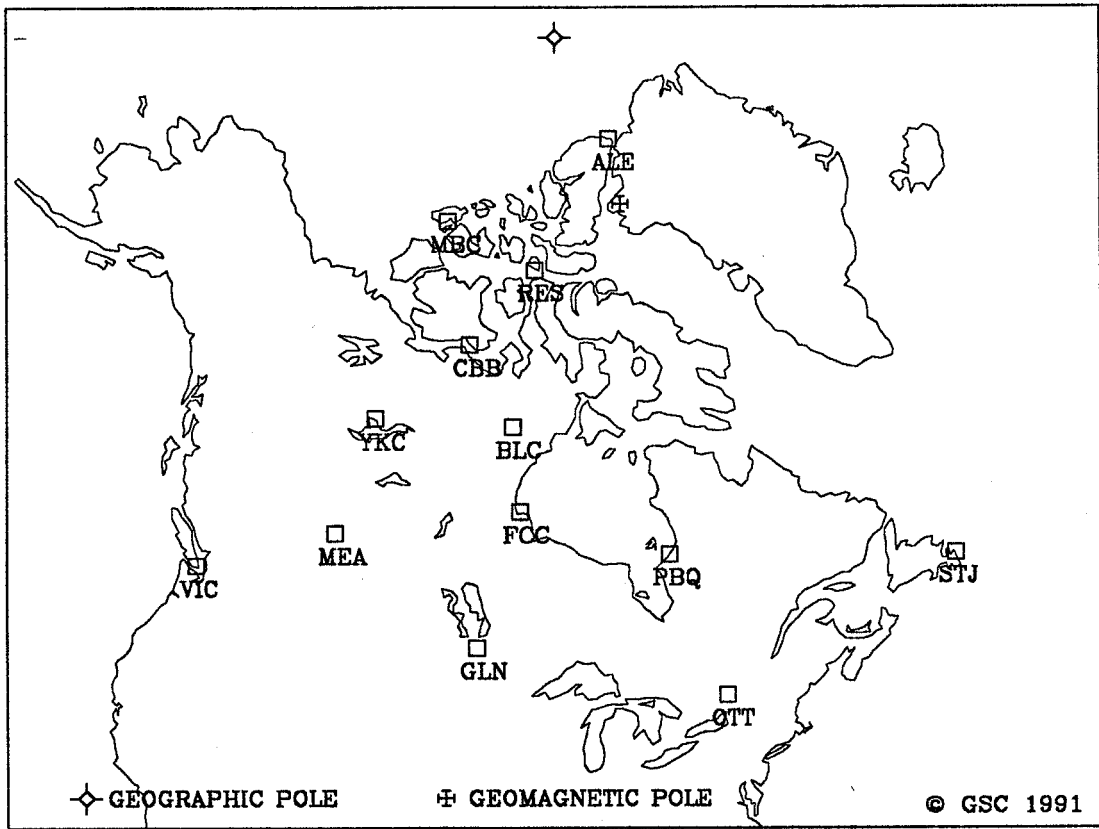 ALE
MBC
RES
CBB
YKC
BLC
FCC
MEA
PBQ
STJ
VIC
GLN
OTT
GEOGRAPHIC POLE
GEOMAGNETIC POLE
© GSC 1991